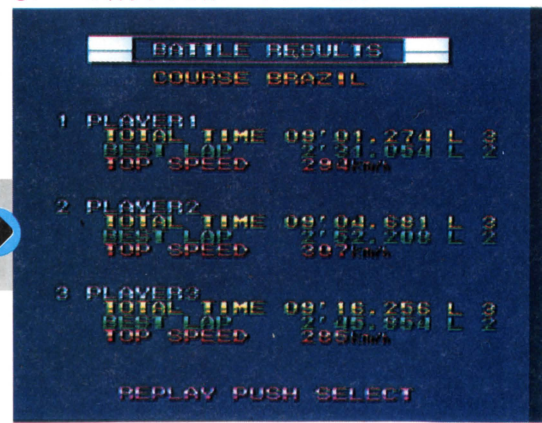 BATTLE RESULTS
COURSE BRAZIL
1 PLAYER1
TOTAL TIME 09'01.274 L 3
BEST LAP L 2
TOP SPEED 294Km/h
2 PLAYER2
TOTAL TIME 09'04.681 L 3
BEST LAP L 2
TOP SPEED 307Km/h
3 PLAYER3
TOTAL TIME 09'16.256 L 3
BEST LAP L 2
TOP SPEED 285Km/h
REPLAY PUSH SELECT